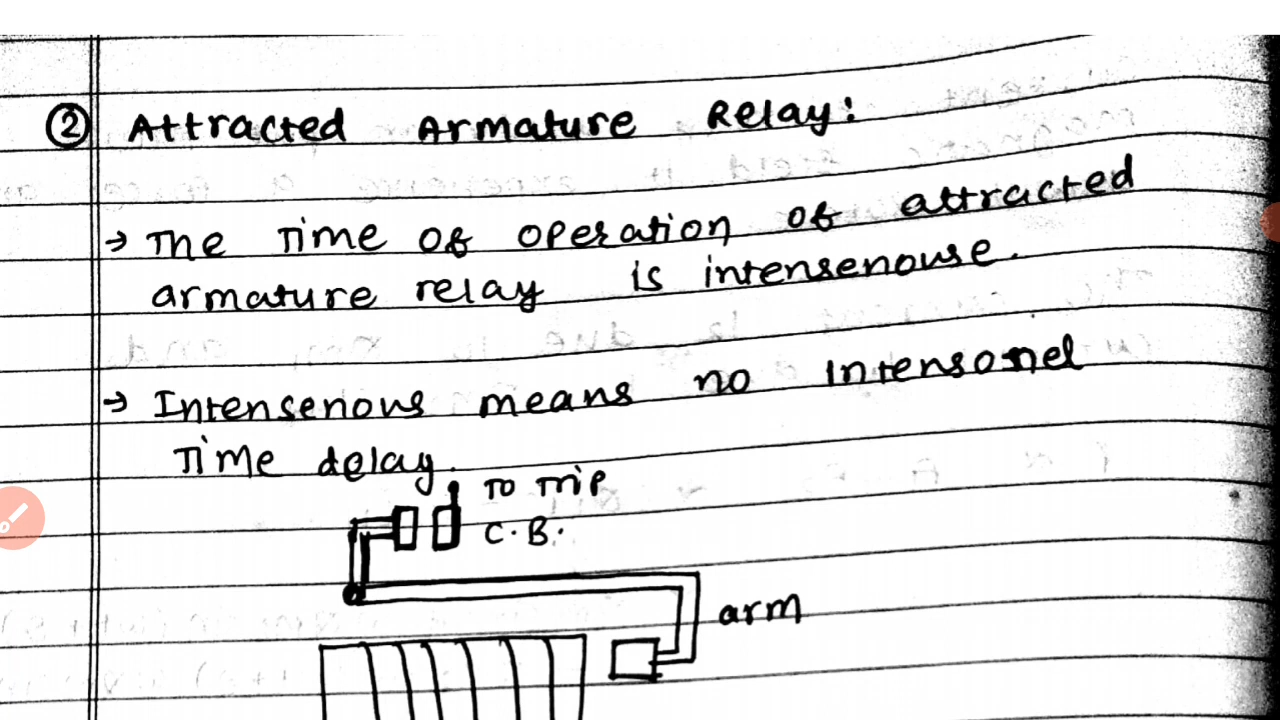 ② Attracted Armature Relay:
→ The Time of operation of attracted
armature relay is intensenouse.
→ Intensenous means no Intensonel
Time delay.
To Trip
C.B.
arm